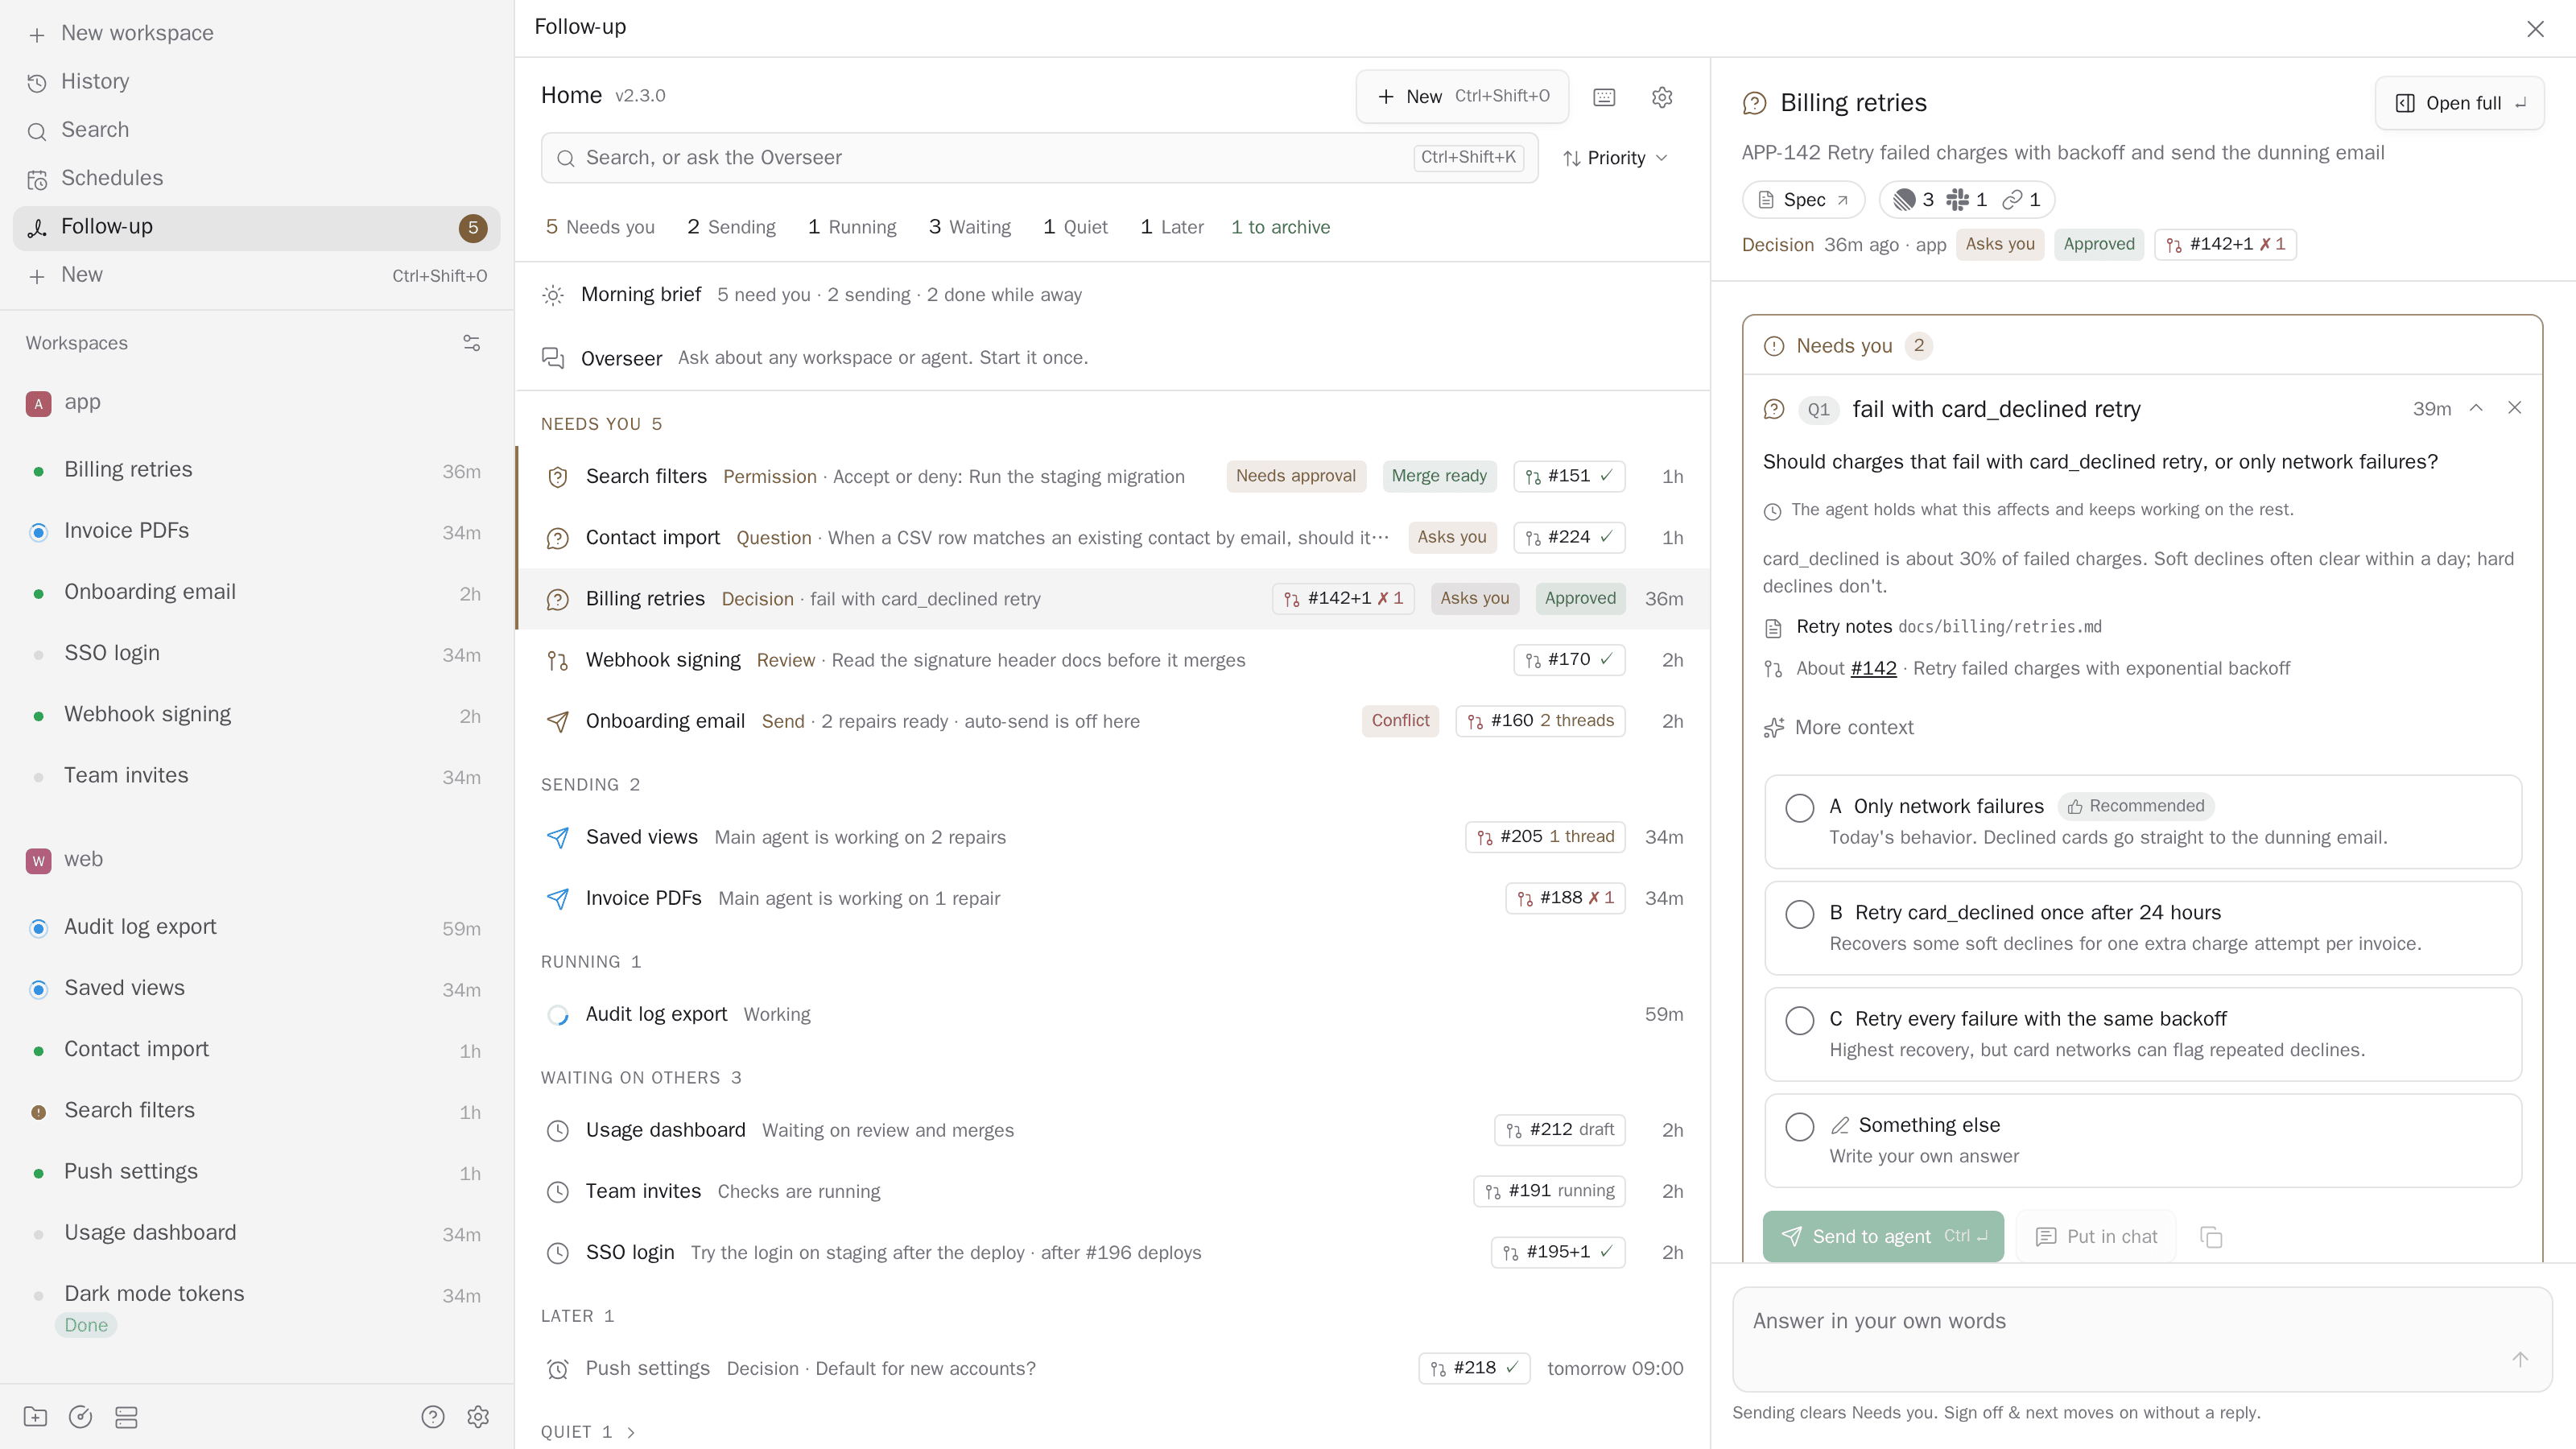 New workspace
History
Search
Schedules
Follow-up 5
New Ctrl+Shift+O
Workspaces
A app
Billing retries 36m
Invoice PDFs 34m
Onboarding email 2h
SSO login 34m
Webhook signing 2h
Team invites 34m
W web
Audit log export 59m
Saved views 34m
Contact import 1h
Search filters 1h
Push settings 1h
Usage dashboard 34m
Dark mode tokens 34m
Done
Follow-up
Home v2.3.0 New Ctrl+Shift+O
Search, or ask the Overseer Ctrl+Shift+K Priority
5 Needs you 2 Sending 1 Running 3 Waiting 1 Quiet 1 Later 1 to archive
Morning brief 5 need you · 2 sending · 2 done while away
Overseer Ask about any workspace or agent. Start it once.
NEEDS YOU 5
Search filters Permission · Accept or deny: Run the staging migration Needs approval Merge ready #151 ✓ 1h
Contact import Question · When a CSV row matches an existing contact by email, should it··· Asks you #224 ✓ 1h
Billing retries Decision · fail with card_declined retry #142+1 ✗ 1 Asks you Approved 36m
Webhook signing Review · Read the signature header docs before it merges #170 ✓ 2h
Onboarding email Send · 2 repairs ready · auto-send is off here Conflict #160 2 threads 2h
SENDING 2
Saved views Main agent is working on 2 repairs #205 1 thread 34m
Invoice PDFs Main agent is working on 1 repair #188 ✗ 1 34m
RUNNING 1
Audit log export Working 59m
WAITING ON OTHERS 3
Usage dashboard Waiting on review and merges #212 draft 2h
Team invites Checks are running #191 running 2h
SSO login Try the login on staging after the deploy · after #196 deploys #195+1 ✓ 2h
LATER 1
Push settings Decision · Default for new accounts? #218 ✓ tomorrow 09:00
QUIET 1
Billing retries Open full
APP-142 Retry failed charges with backoff and send the dunning email
Spec 3 1 1
Decision 36m ago · app Asks you Approved #142+1 ✗ 1
Needs you 2
Q1 fail with card_declined retry 39m
Should charges that fail with card_declined retry, or only network failures?
The agent holds what this affects and keeps working on the rest.
card_declined is about 30% of failed charges. Soft declines often clear within a day; hard
declines don't.
Retry notes docs/billing/retries.md
About #142 · Retry failed charges with exponential backoff
More context
A Only network failures Recommended
Today's behavior. Declined cards go straight to the dunning email.
B Retry card_declined once after 24 hours
Recovers some soft declines for one extra charge attempt per invoice.
C Retry every failure with the same backoff
Highest recovery, but card networks can flag repeated declines.
Something else
Write your own answer
Send to agent Ctrl Put in chat
Answer in your own words
Sending clears Needs you. Sign off & next moves on without a reply.